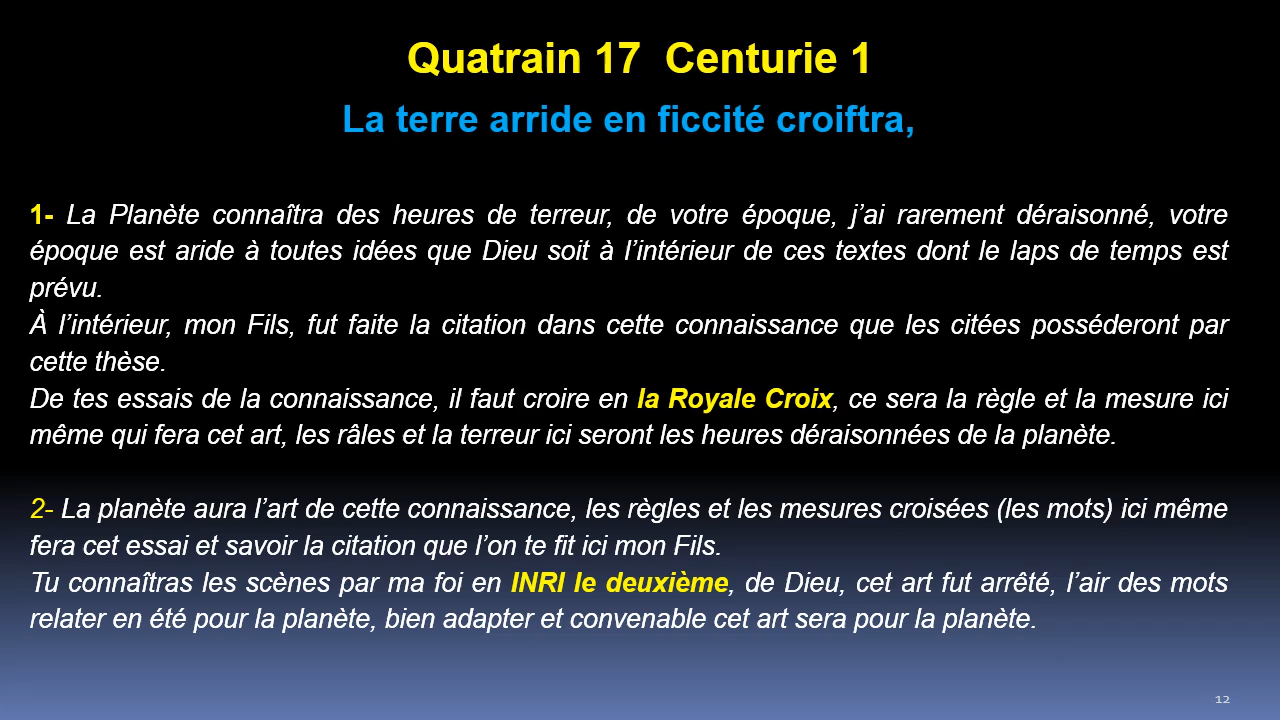 Quatrain 17 Centurie 1
La terre arride en ficcité croiftra,
1- La Planète connaîtra des heures de terreur, de votre époque, j’ai rarement déraisonné, votre
époque est aride à toutes idées que Dieu soit à l’intérieur de ces textes dont le laps de temps est
prévu.
À l’intérieur, mon Fils, fut faite la citation dans cette connaissance que les citées posséderont par
cette thèse.
De tes essais de la connaissance, il faut croire en la Royale Croix, ce sera la règle et la mesure ici
même qui fera cet art, les râles et la terreur ici seront les heures déraisonnées de la planète.
2- La planète aura l’art de cette connaissance, les règles et les mesures croisées (les mots) ici même
fera cet essai et savoir la citation que l’on te fit ici mon Fils.
Tu connaîtras les scènes par ma foi en INRI le deuxième, de Dieu, cet art fut arrêté, l’air des mots
relater en été pour la planète, bien adapter et convenable cet art sera pour la planète.
12